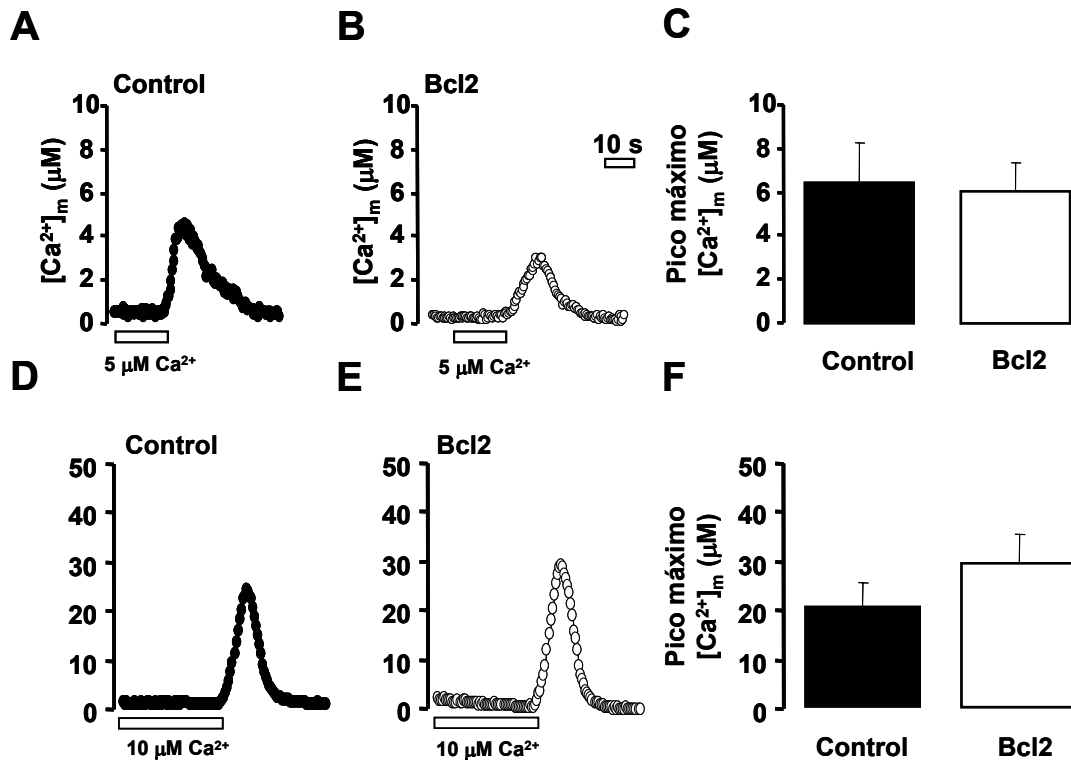 A
B
C
Control
Bcl2
10
8
6
4
2
0
[Ca²⁺]ₘ (µM)
5 µM Ca²⁺
10
8
6
4
2
0
[Ca²⁺]ₘ (µM)
10 s
5 µM Ca²⁺
Pico máximo
[Ca²⁺]ₘ (µM)
10
8
6
4
2
0
Control
Bcl2
D
E
F
Control
Bcl2
50
40
30
20
10
0
10 µM Ca²⁺
50
40
30
20
10
0
10 µM Ca²⁺
Pico máximo
[Ca²⁺]ₘ (µM)
50
40
30
20
10
0
Control
Bcl2